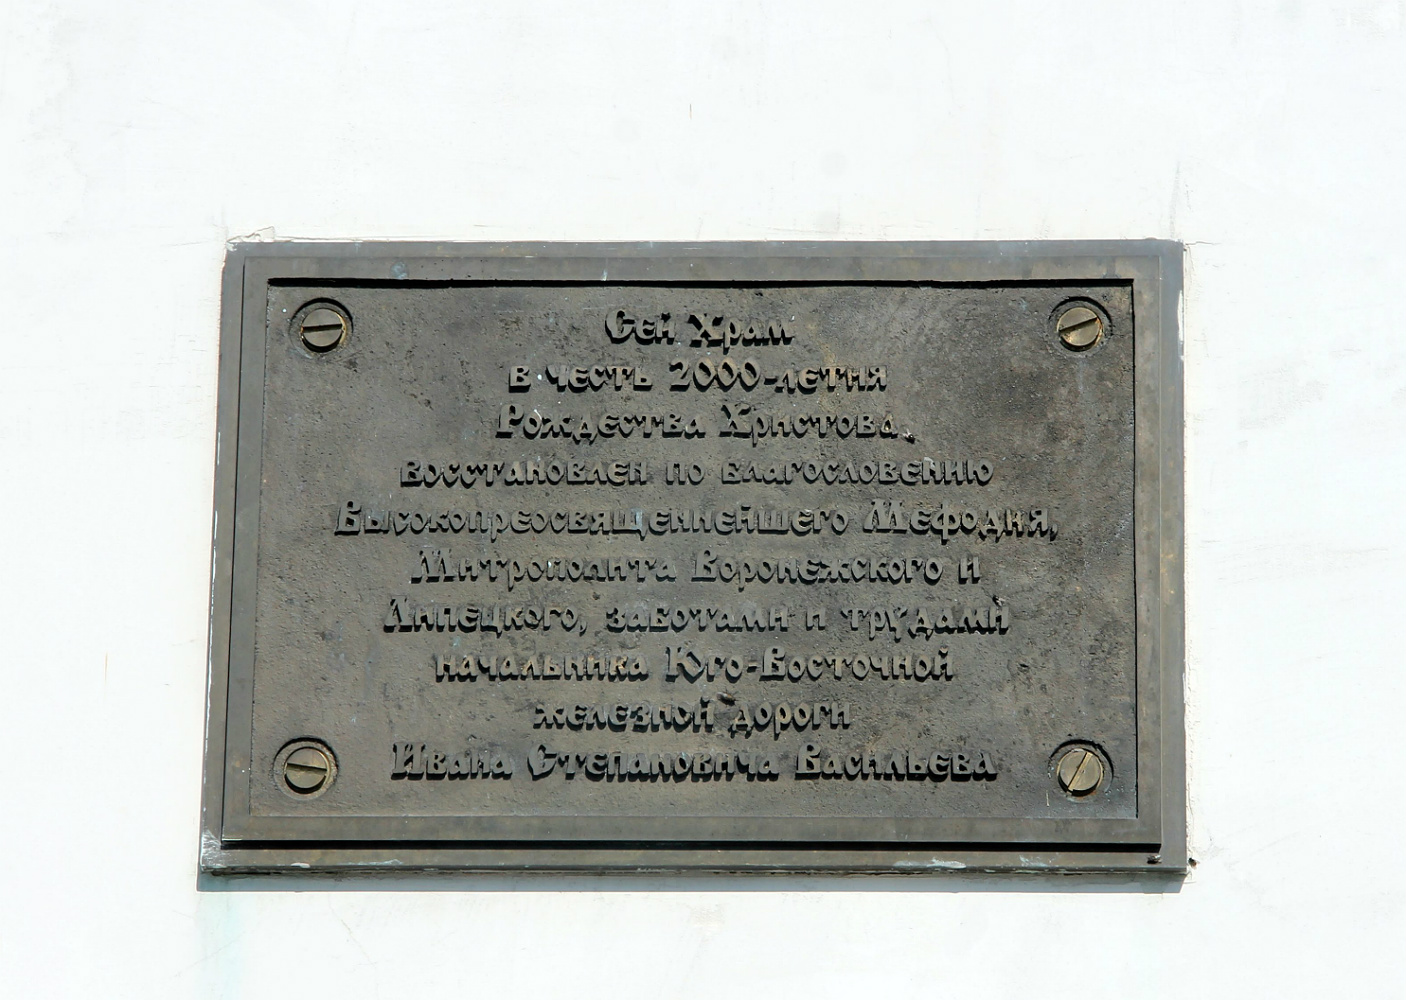 Сей Храм
в честь 2000-летия
Рождества Христова
восстановлен по благословению
Высокопреосвященнейшего Мефодия,
Митрополита Воронежского и
Липецкого, заботами и трудами
начальника Юго-Восточной
железной дороги
Ивана Степановича Васильева